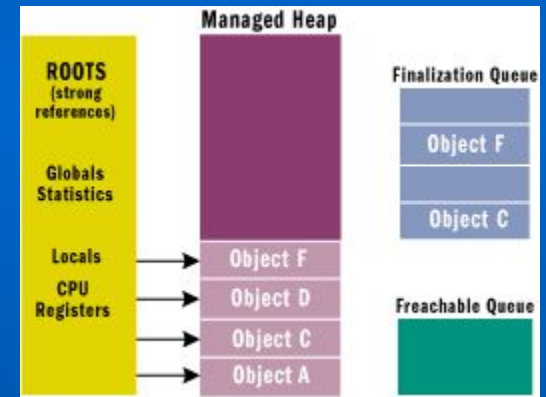 Managed Heap
ROOTS
(strong
references)
Globals
Statistics
Locals
CPU
Registers
Object F
Object D
Object C
Object A
Finalization Queue
Object F
Object C
Freachable Queue